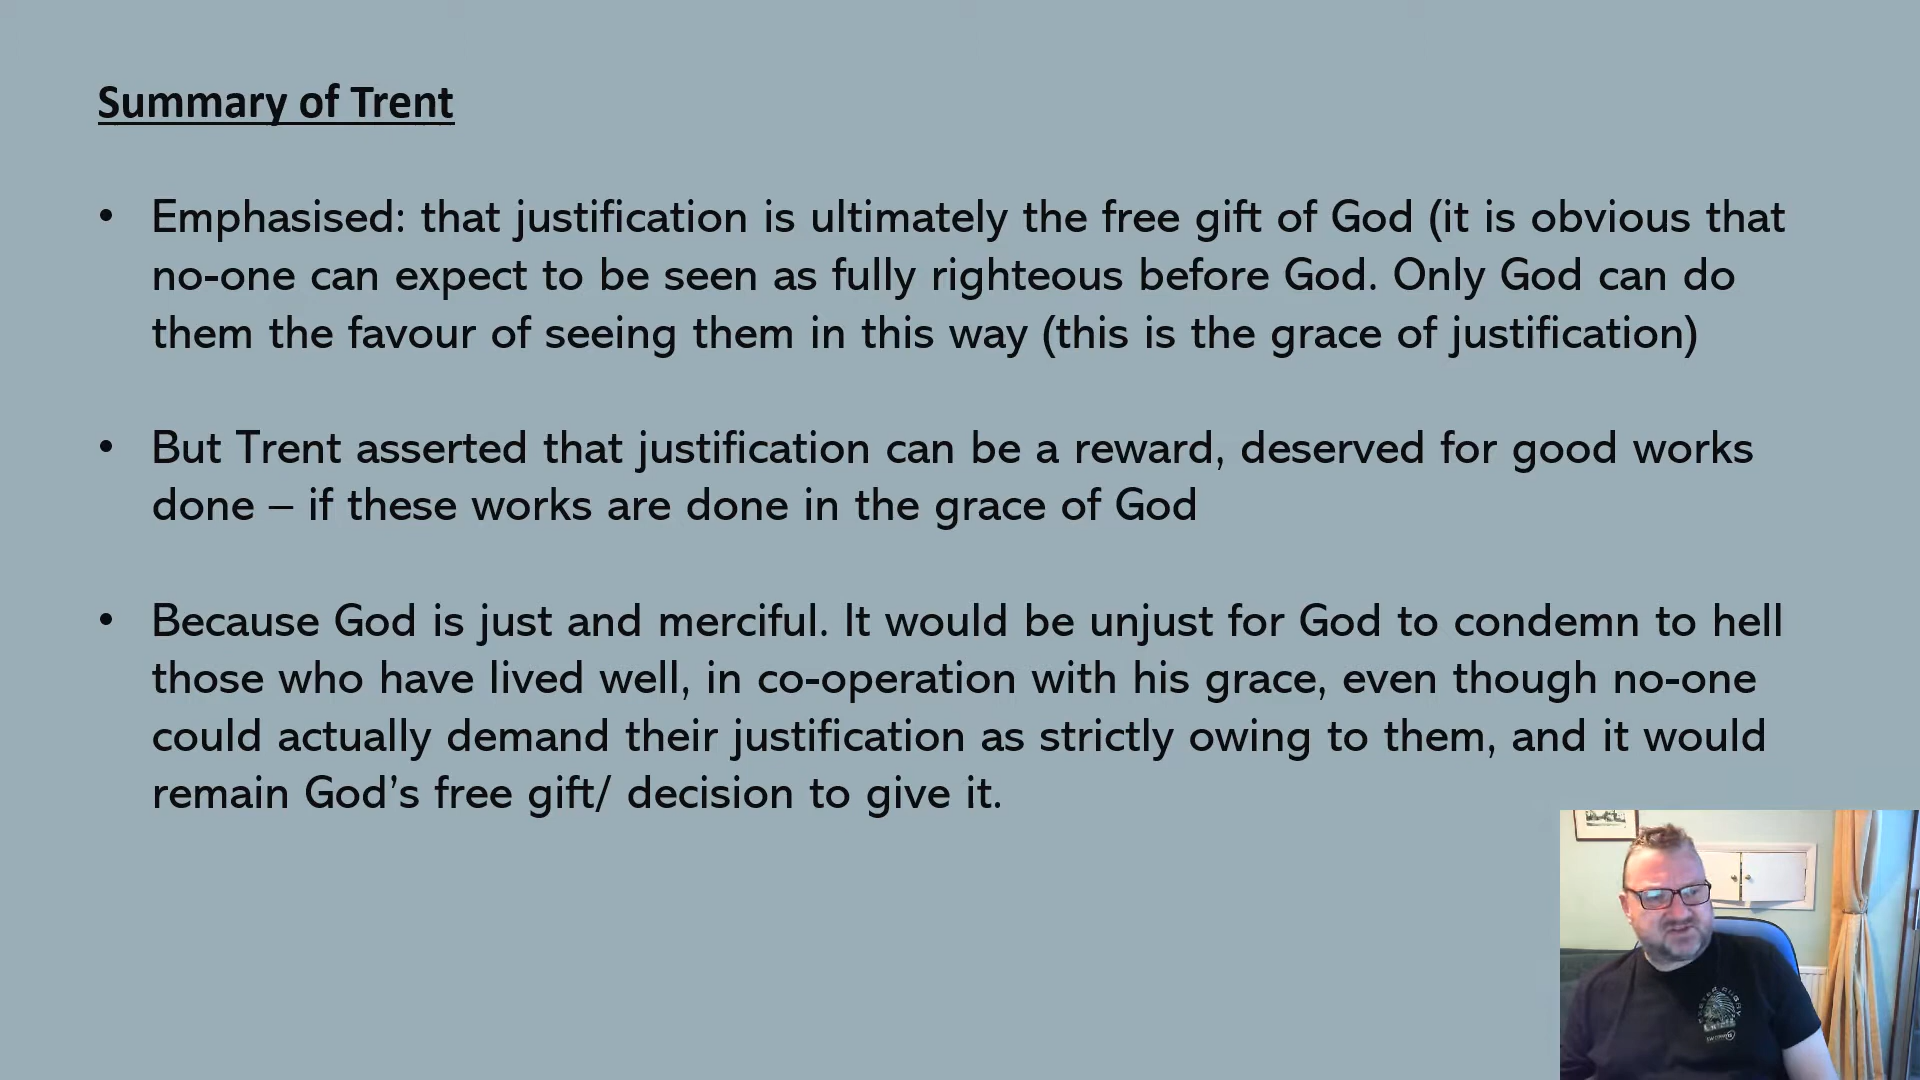 Summary of Trent
• Emphasised: that justification is ultimately the free gift of God (it is obvious that
no-one can expect to be seen as fully righteous before God. Only God can do
them the favour of seeing them in this way (this is the grace of justification)
• But Trent asserted that justification can be a reward, deserved for good works
done – if these works are done in the grace of God
• Because God is just and merciful. It would be unjust for God to condemn to hell
those who have lived well, in co-operation with his grace, even though no-one
could actually demand their justification as strictly owing to them, and it would
remain God’s free gift/ decision to give it.
EXETER RUGBY